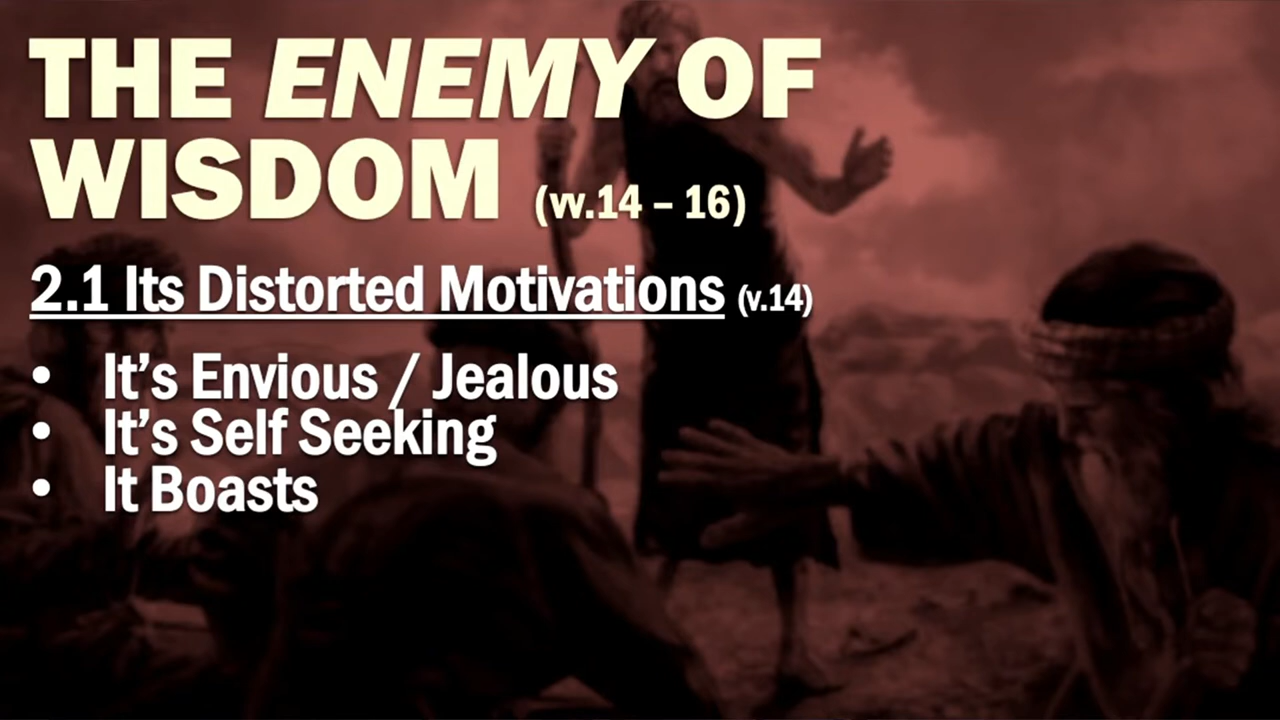 THE ENEMY OF
WISDOM (vv.14 – 16)
2.1 Its Distorted Motivations (v.14)
• It’s Envious / Jealous
• It’s Self Seeking
• It Boasts